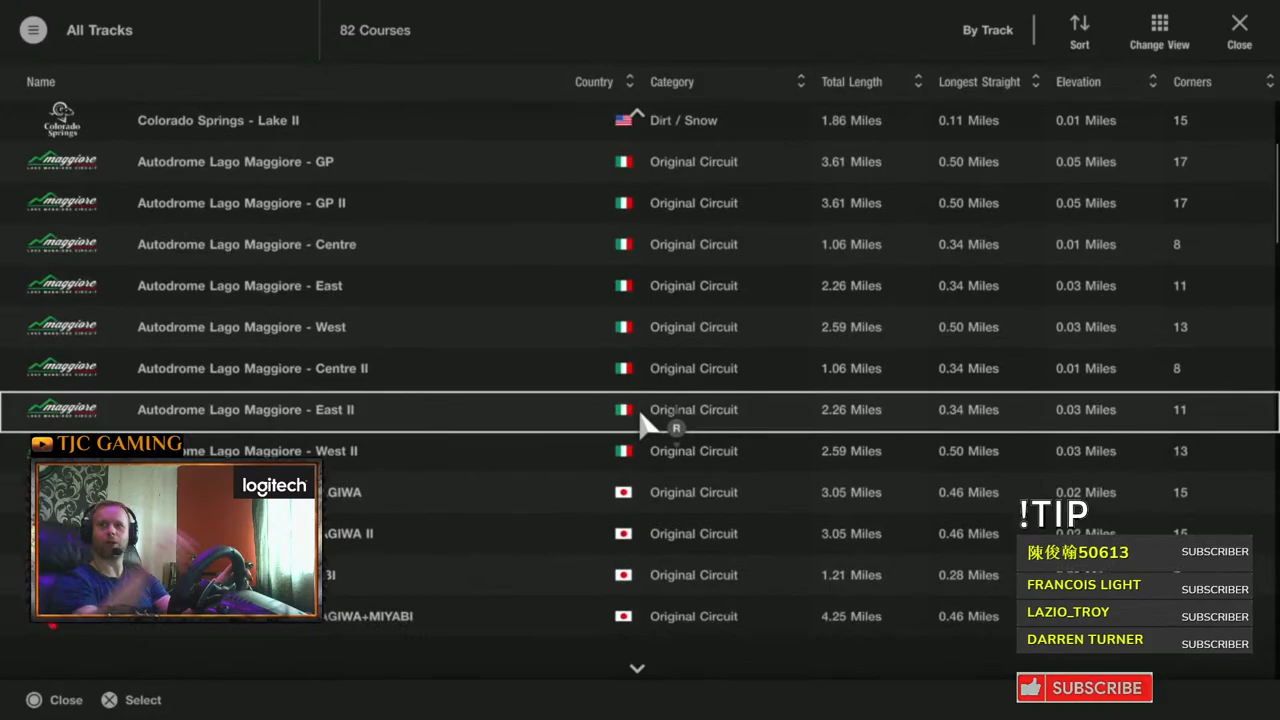 All Tracks
82 Courses
By Track
Sort
Change View
Close
Name
Country
Category
Total Length
Longest Straight
Elevation
Corners
Colorado Springs
Colorado Springs - Lake II
Dirt / Snow
1.86 Miles
0.11 Miles
0.01 Miles
15
maggiore
Autodrome Lago Maggiore - GP
Original Circuit
3.61 Miles
0.50 Miles
0.05 Miles
17
maggiore
Autodrome Lago Maggiore - GP II
Original Circuit
3.61 Miles
0.50 Miles
0.05 Miles
17
maggiore
Autodrome Lago Maggiore - Centre
Original Circuit
1.06 Miles
0.34 Miles
0.01 Miles
8
maggiore
Autodrome Lago Maggiore - East
Original Circuit
2.26 Miles
0.34 Miles
0.03 Miles
11
maggiore
Autodrome Lago Maggiore - West
Original Circuit
2.59 Miles
0.50 Miles
0.03 Miles
13
maggiore
Autodrome Lago Maggiore - Centre II
Original Circuit
1.06 Miles
0.34 Miles
0.01 Miles
8
maggiore
Autodrome Lago Maggiore - East II
Original Circuit
2.26 Miles
0.34 Miles
0.03 Miles
11
R
TJC GAMING
Lago Maggiore - West II
Original Circuit
2.59 Miles
0.50 Miles
0.03 Miles
13
logitech
GIWA
Original Circuit
3.05 Miles
0.46 Miles
0.02 Miles
15
AGIWA II
Original Circuit
3.05 Miles
0.46 Miles
Original Circuit
1.21 Miles
0.28 Miles
AGIWA+MIYABI
Original Circuit
4.25 Miles
0.46 Miles
!TIP
陳俊翰50613 SUBSCRIBER
FRANCOIS LIGHT SUBSCRIBER
LAZIO_TROY SUBSCRIBER
DARREN TURNER SUBSCRIBER
SUBSCRIBE
Close
Select